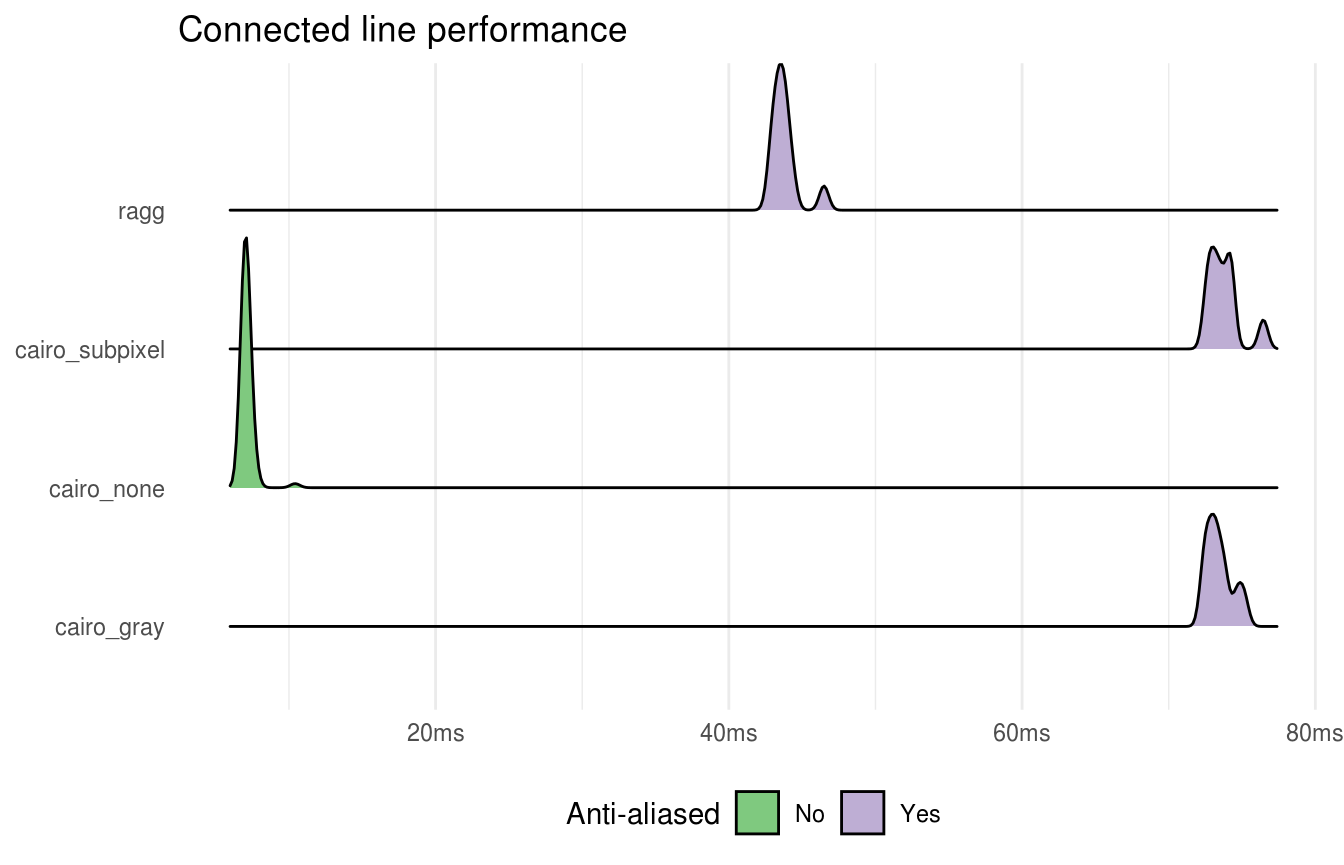 Connected line performance
ragg
cairo_subpixel
cairo_none
cairo_gray
20ms 40ms 60ms 80ms
Anti-aliased No Yes